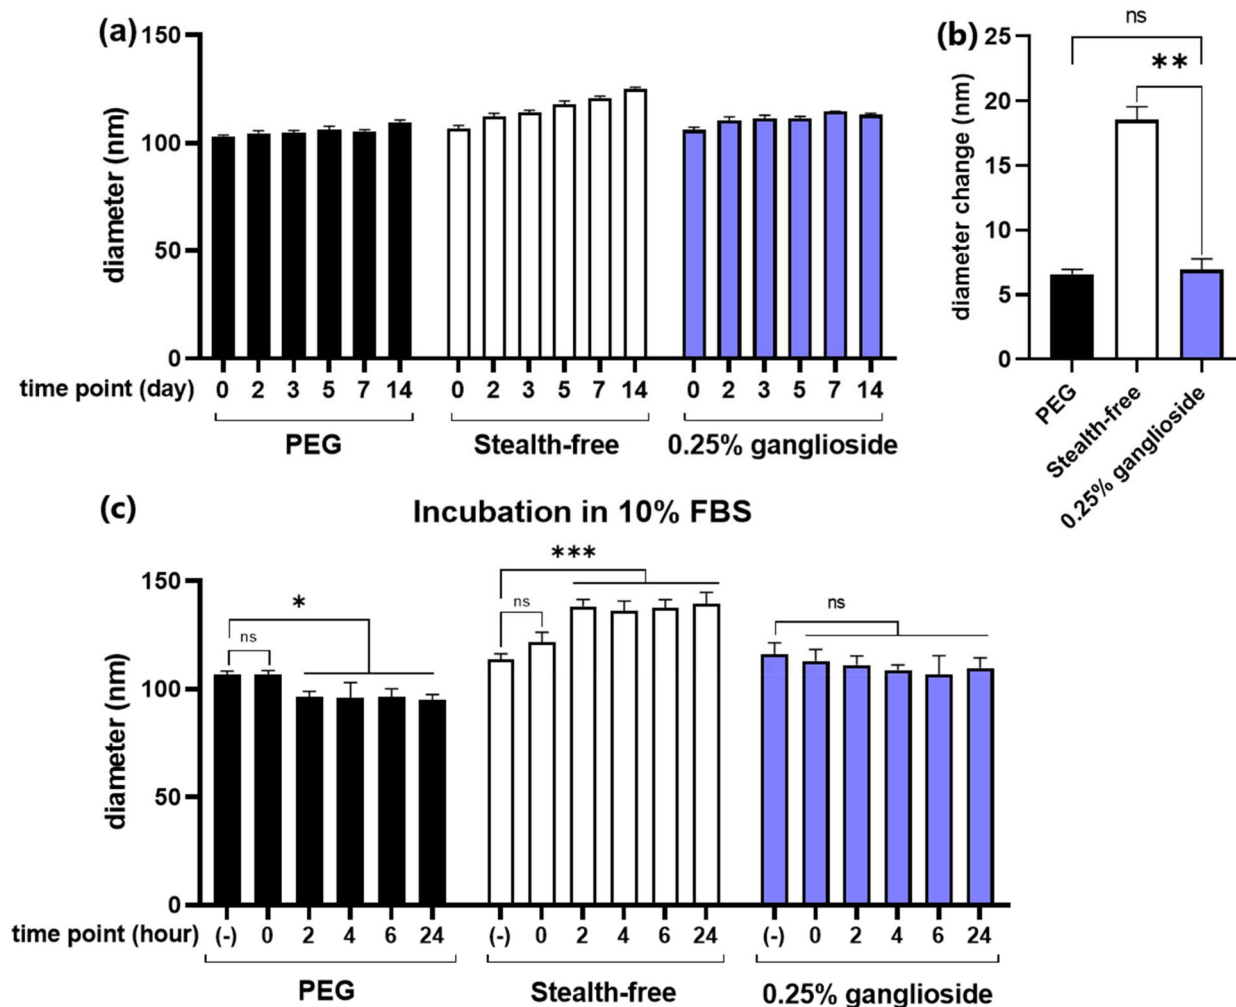 (a)
150
100
50
0
diameter (nm)
time point (day) 0 2 3 5 7 14 0 2 3 5 7 14 0 2 3 5 7 14
PEG Stealth-free 0.25% ganglioside
(b)
ns
**
25
20
15
10
5
0
diameter change (nm)
PEG
Stealth-free
0.25% ganglioside
(c) Incubation in 10% FBS
150
100
50
0
diameter (nm)
*
ns
***
ns
ns
time point (hour) (-) 0 2 4 6 24 (-) 0 2 4 6 24 (-) 0 2 4 6 24
PEG Stealth-free 0.25% ganglioside